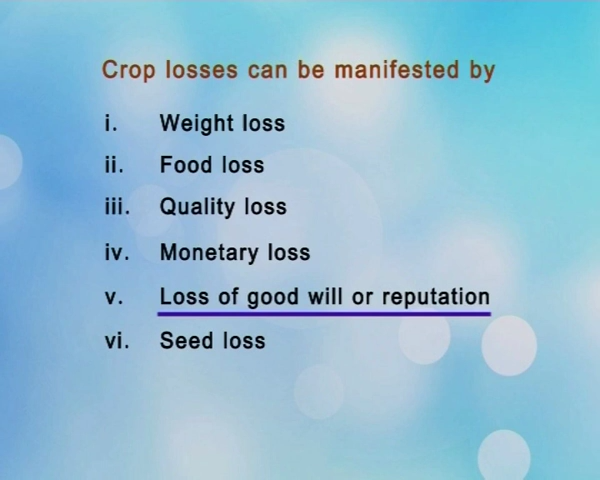 Crop losses can be manifested by
i. Weight loss
ii. Food loss
iii. Quality loss
iv. Monetary loss
v. Loss of good will or reputation
vi. Seed loss